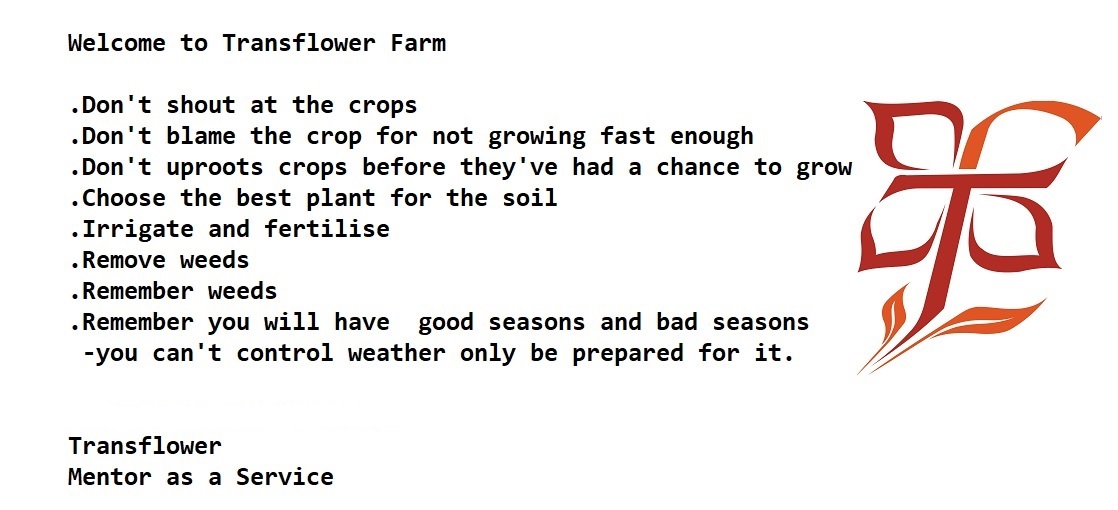 Welcome to Transflower Farm
.Don't shout at the crops
.Don't blame the crop for not growing fast enough
.Don't uproots crops before they've had a chance to grow
.Choose the best plant for the soil
.Irrigate and fertilise
.Remove weeds
.Remember weeds
.Remember you will have  good seasons and bad seasons
-you can't control weather only be prepared for it.
Transflower
Mentor as a Service